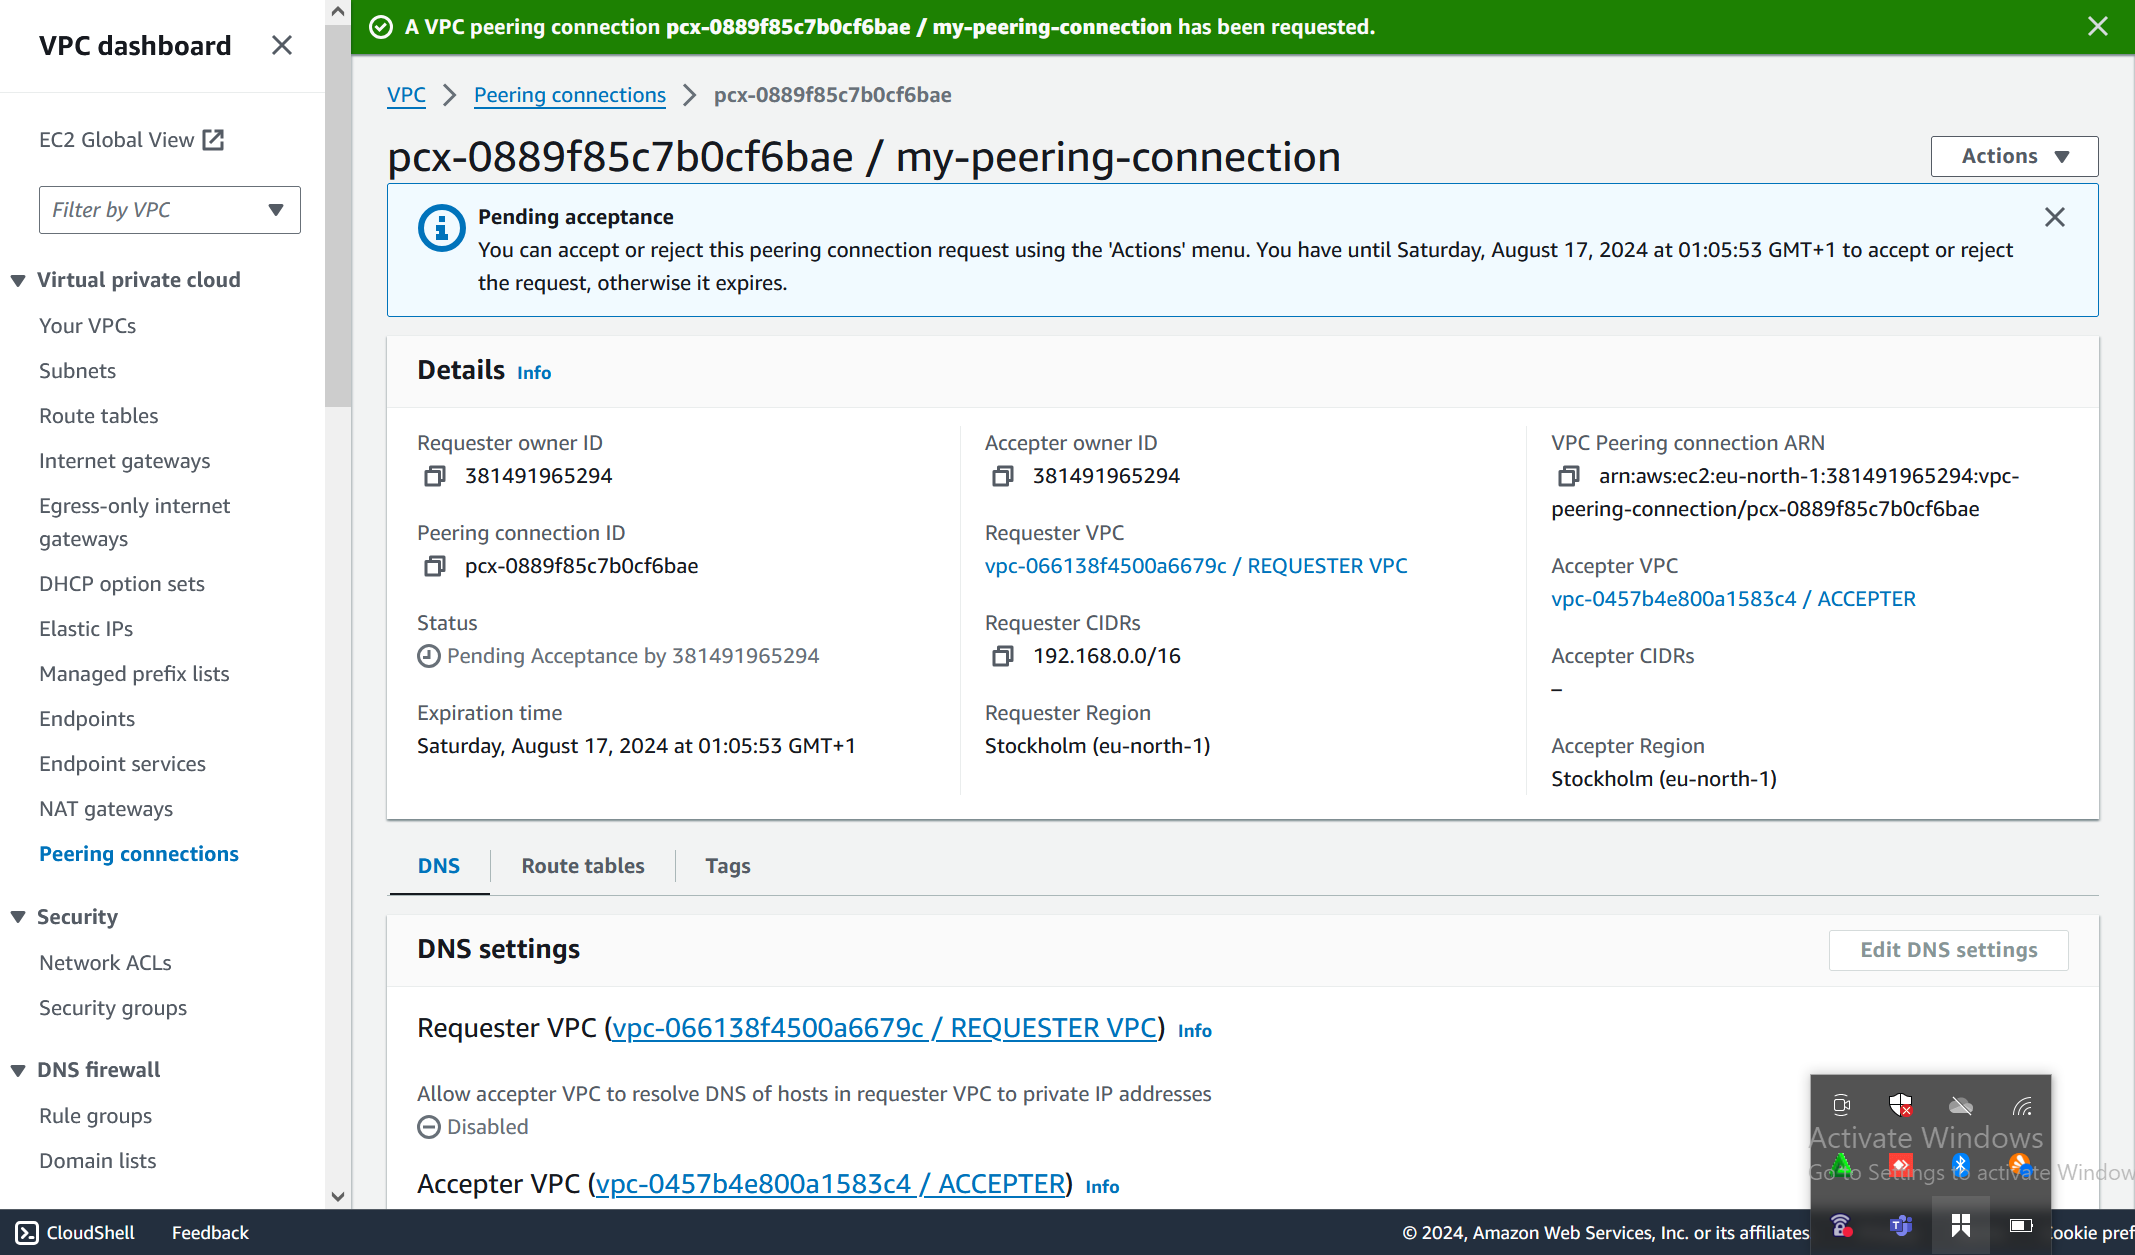 VPC dashboard
EC2 Global View
Filter by VPC
Virtual private cloud
Your VPCs
Subnets
Route tables
Internet gateways
Egress-only internet
gateways
DHCP option sets
Elastic IPs
Managed prefix lists
Endpoints
Endpoint services
NAT gateways
Peering connections
Security
Network ACLs
Security groups
DNS firewall
Rule groups
Domain lists
A VPC peering connection pcx-0889f85c7b0cf6bae / my-peering-connection has been requested.
VPC > Peering connections > pcx-0889f85c7b0cf6bae
pcx-0889f85c7b0cf6bae / my-peering-connection
Actions
Pending acceptance
You can accept or reject this peering connection request using the 'Actions' menu. You have until Saturday, August 17, 2024 at 01:05:53 GMT+1 to accept or reject
the request, otherwise it expires.
Details Info
Requester owner ID
381491965294
Peering connection ID
pcx-0889f85c7b0cf6bae
Status
Pending Acceptance by 381491965294
Expiration time
Saturday, August 17, 2024 at 01:05:53 GMT+1
Accepter owner ID
381491965294
Requester VPC
vpc-066138f4500a6679c / REQUESTER VPC
Requester CIDRs
192.168.0.0/16
Requester Region
Stockholm (eu-north-1)
VPC Peering connection ARN
arn:aws:ec2:eu-north-1:381491965294:vpc-
peering-connection/pcx-0889f85c7b0cf6bae
Accepter VPC
vpc-0457b4e800a1583c4 / ACCEPTER
Accepter CIDRs
–
Accepter Region
Stockholm (eu-north-1)
DNS
Route tables
Tags
DNS settings
Edit DNS settings
Requester VPC (vpc-066138f4500a6679c / REQUESTER VPC) Info
Allow accepter VPC to resolve DNS of hosts in requester VPC to private IP addresses
Disabled
Accepter VPC (vpc-0457b4e800a1583c4 / ACCEPTER) Info
Activate Windows
Go to Settings to activate Window
CloudShell
Feedback
© 2024, Amazon Web Services, Inc. or its affiliates
ookie pref